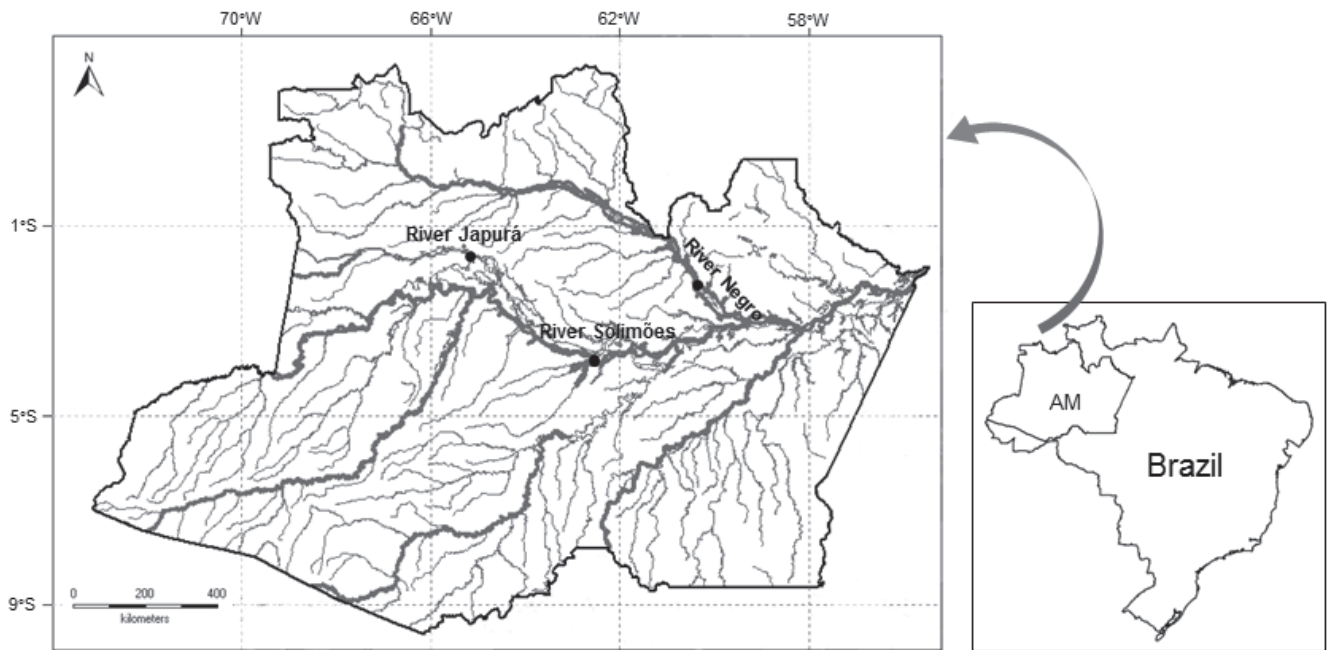 70°W 66°W 62°W 58°W
N
1°S
River Japurá
River Negro
River Solimões
5°S
AM
Brazil
9°S
0 200 400
kilometers